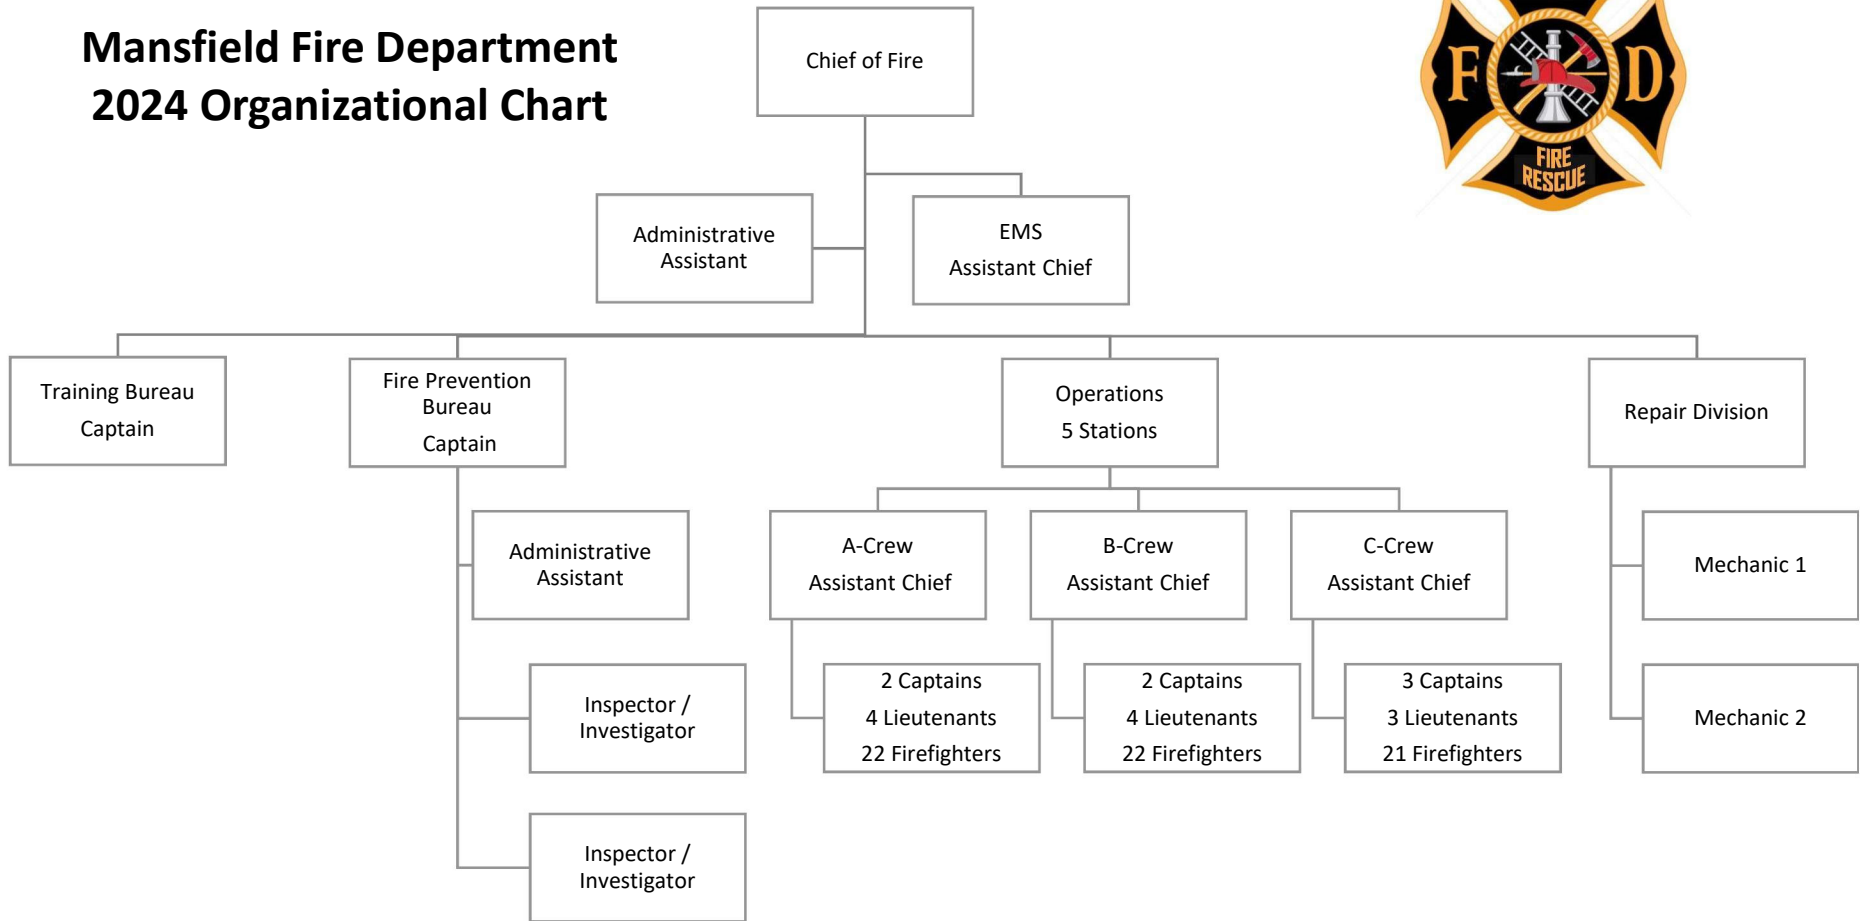 Mansfield Fire Department
2024 Organizational Chart
Chief of Fire
F D
FIRE
RESCUE
Administrative
Assistant
EMS
Assistant Chief
Training Bureau
Captain
Fire Prevention
Bureau
Captain
Operations
5 Stations
Repair Division
Administrative
Assistant
Inspector /
Investigator
Inspector /
Investigator
A-Crew
Assistant Chief
2 Captains
4 Lieutenants
22 Firefighters
B-Crew
Assistant Chief
2 Captains
4 Lieutenants
22 Firefighters
C-Crew
Assistant Chief
3 Captains
3 Lieutenants
21 Firefighters
Mechanic 1
Mechanic 2